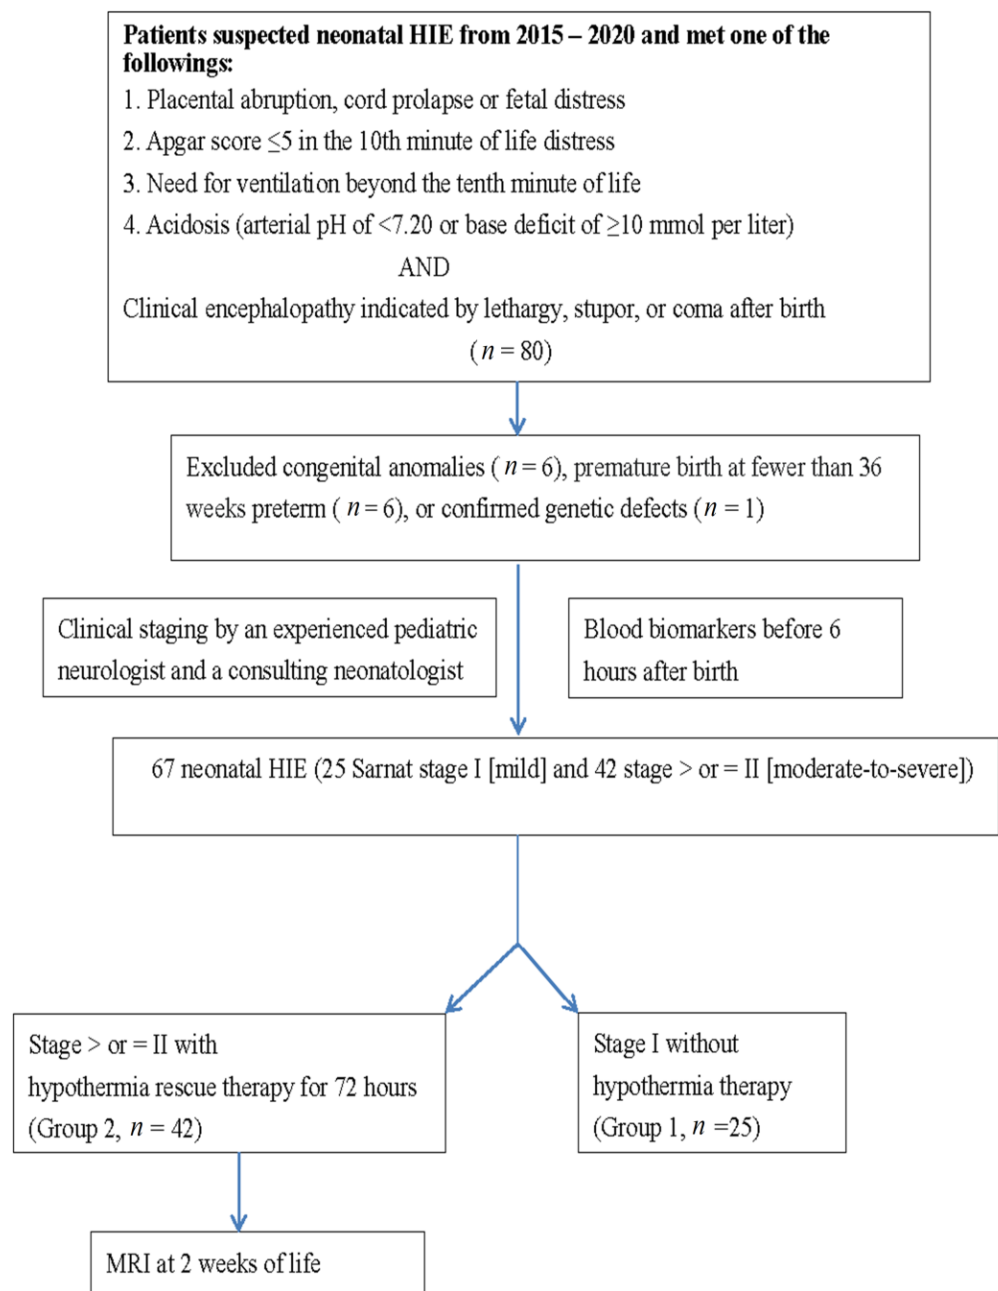 Patients suspected neonatal HIE from 2015 – 2020 and met one of the
followings:
1. Placental abruption, cord prolapse or fetal distress
2. Apgar score ≤5 in the 10th minute of life distress
3. Need for ventilation beyond the tenth minute of life
4. Acidosis (arterial pH of <7.20 or base deficit of ≥10 mmol per liter)
AND
Clinical encephalopathy indicated by lethargy, stupor, or coma after birth
(n = 80)
Excluded congenital anomalies (n = 6), premature birth at fewer than 36
weeks preterm (n = 6), or confirmed genetic defects (n = 1)
Clinical staging by an experienced pediatric
neurologist and a consulting neonatologist
Blood biomarkers before 6
hours after birth
67 neonatal HIE (25 Sarnat stage I [mild] and 42 stage > or = II [moderate-to-severe])
Stage > or = II with
hypothermia rescue therapy for 72 hours
(Group 2, n = 42)
Stage I without
hypothermia therapy
(Group 1, n =25)
MRI at 2 weeks of life